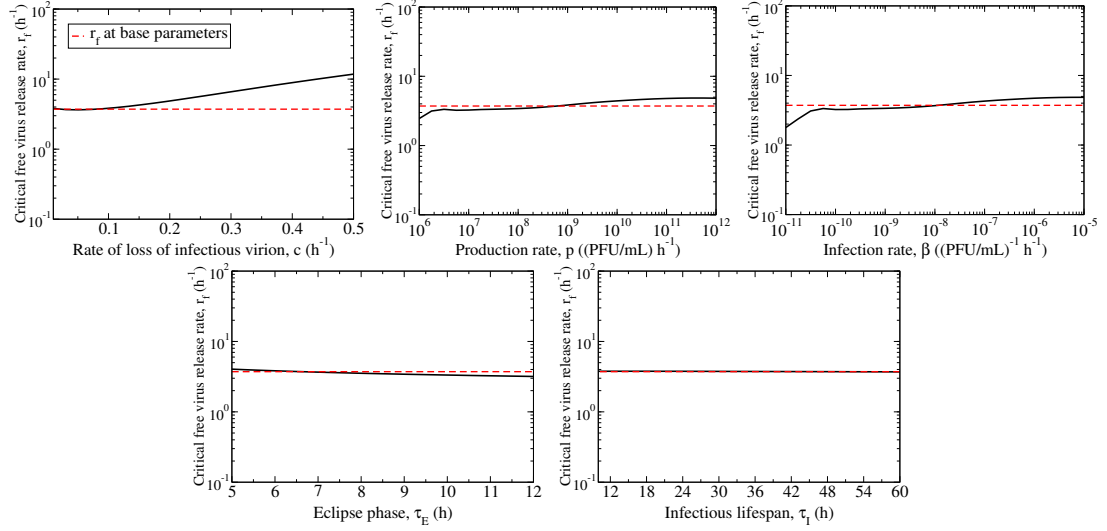 Critical free virus release rate, r_f (h^-1)
10^2
10^1
10^0
10^-1
r_f at base parameters
0.1 0.2 0.3 0.4 0.5
Rate of loss of infectious virion, c (h^-1)
Critical free virus release rate, r_f (h^-1)
10^2
10^1
10^0
10^-1
10^6 10^7 10^8 10^9 10^10 10^11 10^12
Production rate, p ((PFU/mL) h^-1)
Critical free virus release rate, r_f (h^-1)
10^2
10^1
10^0
10^-1
10^-11 10^-10 10^-9 10^-8 10^-7 10^-6 10^-5
Infection rate, β ((PFU/mL)^-1 h^-1)
Critical free virus release rate, r_f (h^-1)
10^2
10^1
10^0
10^-1
5 6 7 8 9 10 11 12
Eclipse phase, τ_E (h)
Critical free virus release rate, r_f (h^-1)
10^2
10^1
10^0
10^-1
12 18 24 30 36 42 48 54 60
Infectious lifespan, τ_I (h)